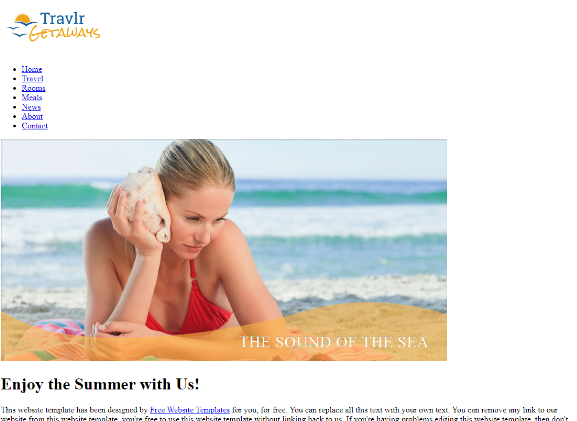 Travlr
GETAWAYS
Home
Travel
Rooms
Meals
News
About
Contact
THE SOUND OF THE SEA
Enjoy the Summer with Us!
This website template has been designed by Free Website Templates for you, for free. You can replace all this text with your own text. You can remove any link to our
website from this website template, you're free to use this website template without linking back to us. If you're having problems editing this website template, then don't